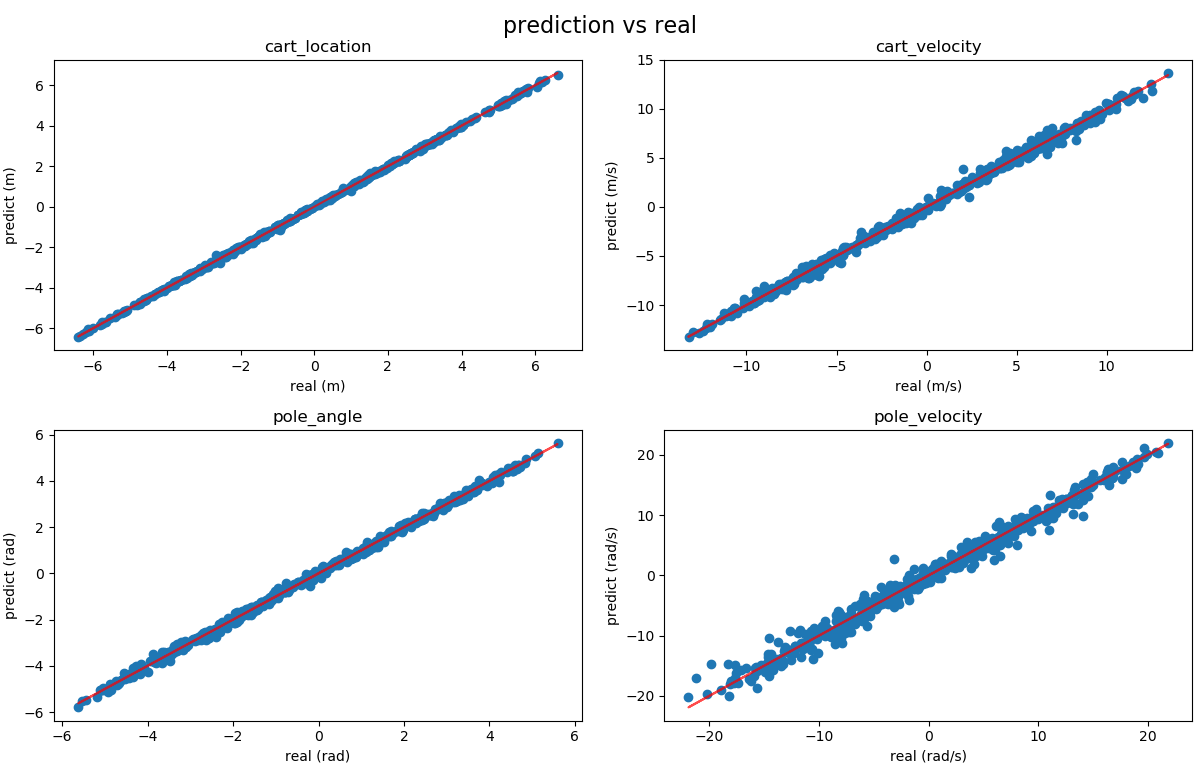 prediction vs real
cart_location
6
4
2
0
−2
−4
−6
predict (m)
−6 −4 −2 0 2 4 6
real (m)
cart_velocity
15
10
5
0
−5
−10
predict (m/s)
−10 −5 0 5 10
real (m/s)
pole_angle
6
4
2
0
−2
−4
−6
predict (rad)
−6 −4 −2 0 2 4 6
real (rad)
pole_velocity
20
10
0
−10
−20
predict (rad/s)
−20 −10 0 10 20
real (rad/s)